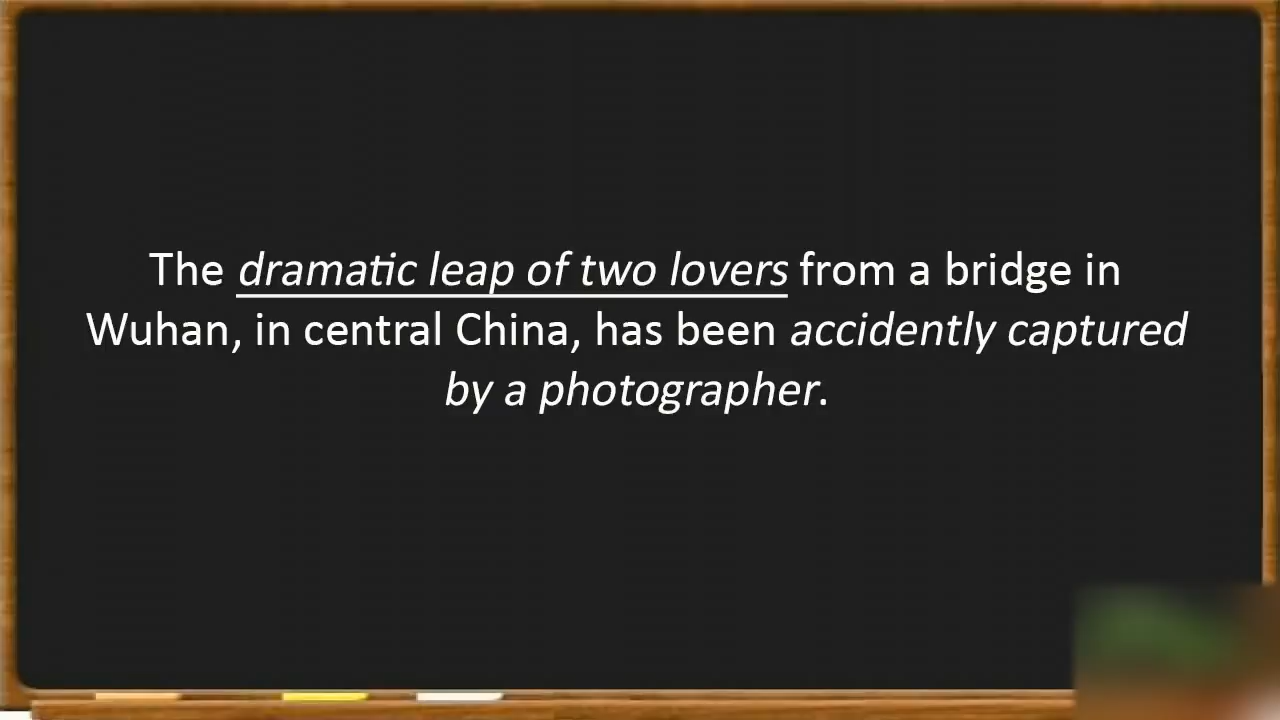 The dramatic leap of two lovers from a bridge in
Wuhan, in central China, has been accidently captured
by a photographer.